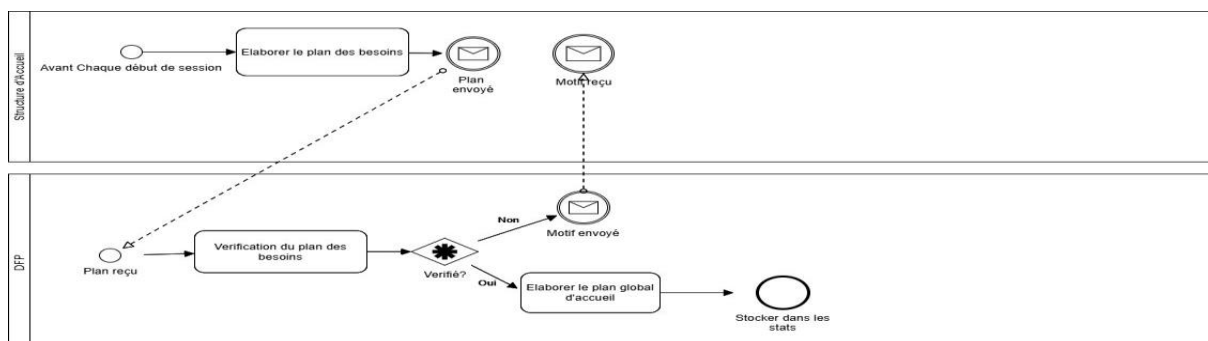 Structure d'Accueil
Elaborer le plan des besoins
Avant Chaque début de session
Plan
envoyé
Motif reçu
DFP
Plan reçu
Verification du plan des
besoins
Verifié?
Non
Motif envoyé
Oui
Elaborer le plan global
d'accueil
Stocker dans les
stats